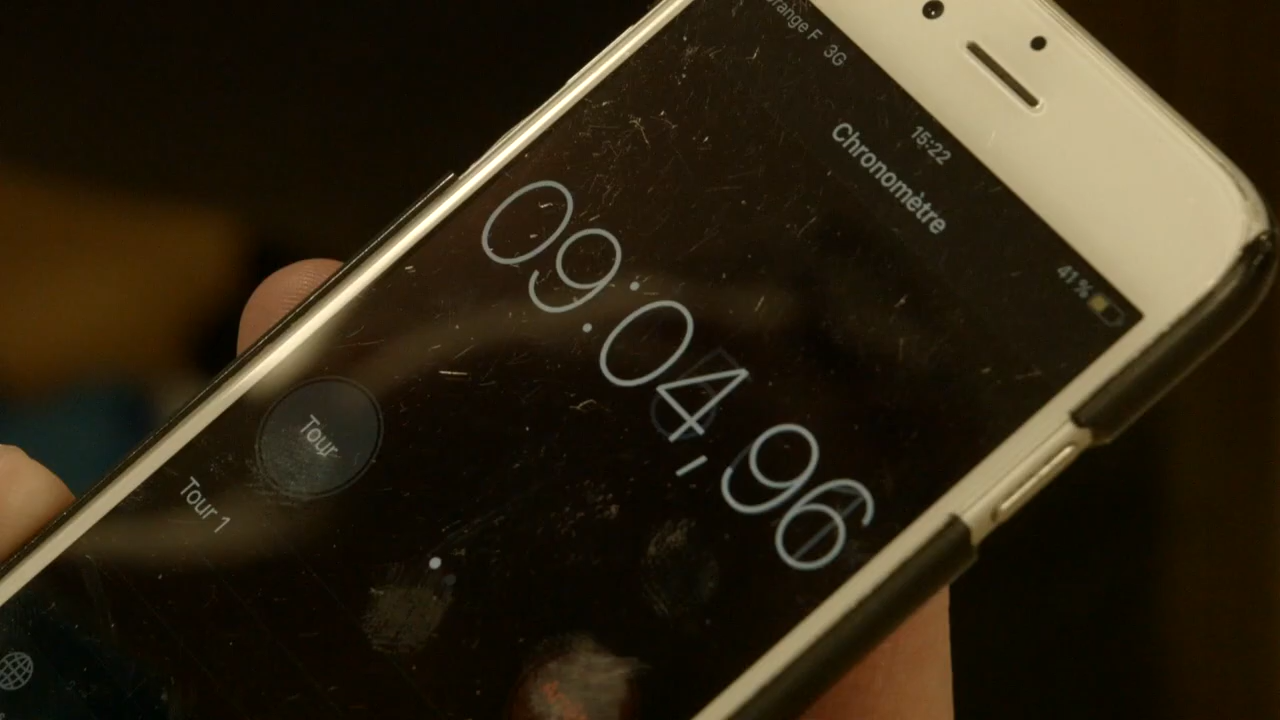 Orange F 3G 15:22 41 %
Chronomètre
09:04,96
Tour
Tour 1